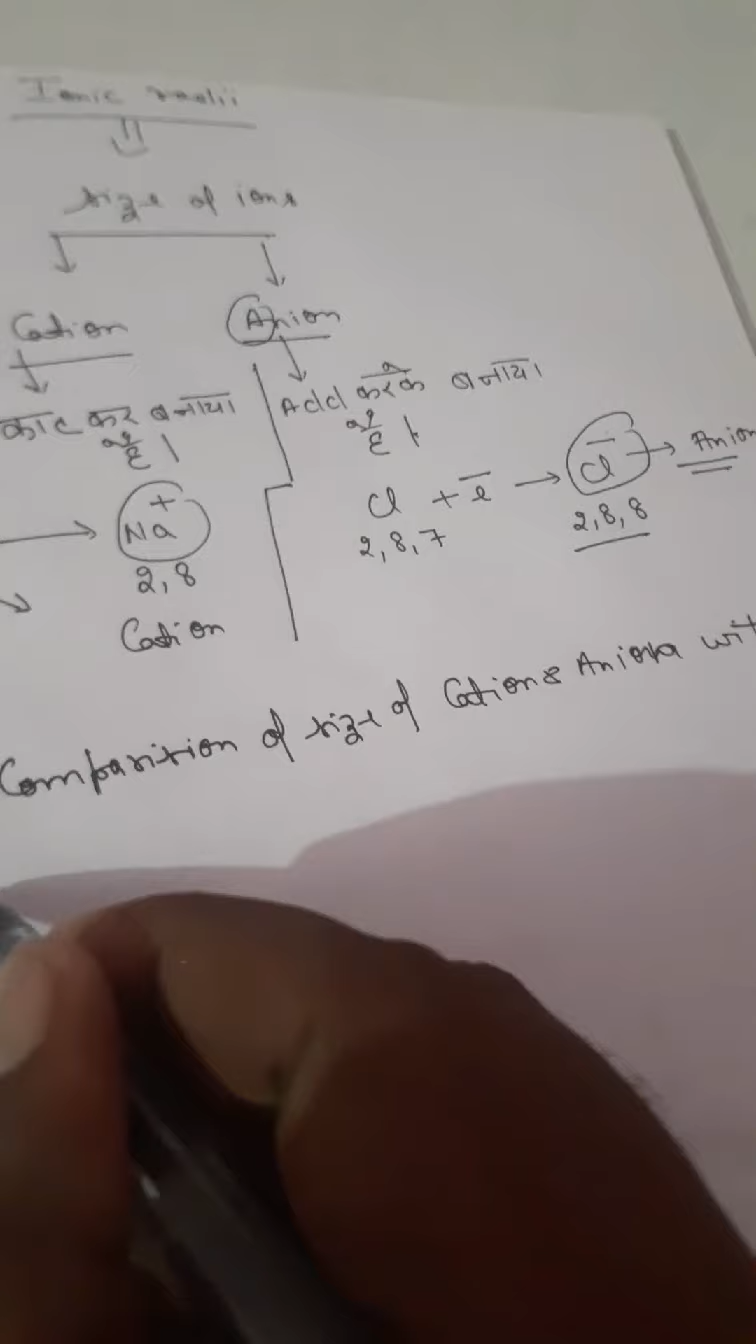 Ionic radii
size of ions
Cation Anion
काट कर बनाया है।
Add करके बनाया है।
Na⁺
2, 8
Cation
Cl + e⁻ → Cl⁻ → Anion
2, 8, 7 2, 8, 8
Comparition of size of Cation & Anion